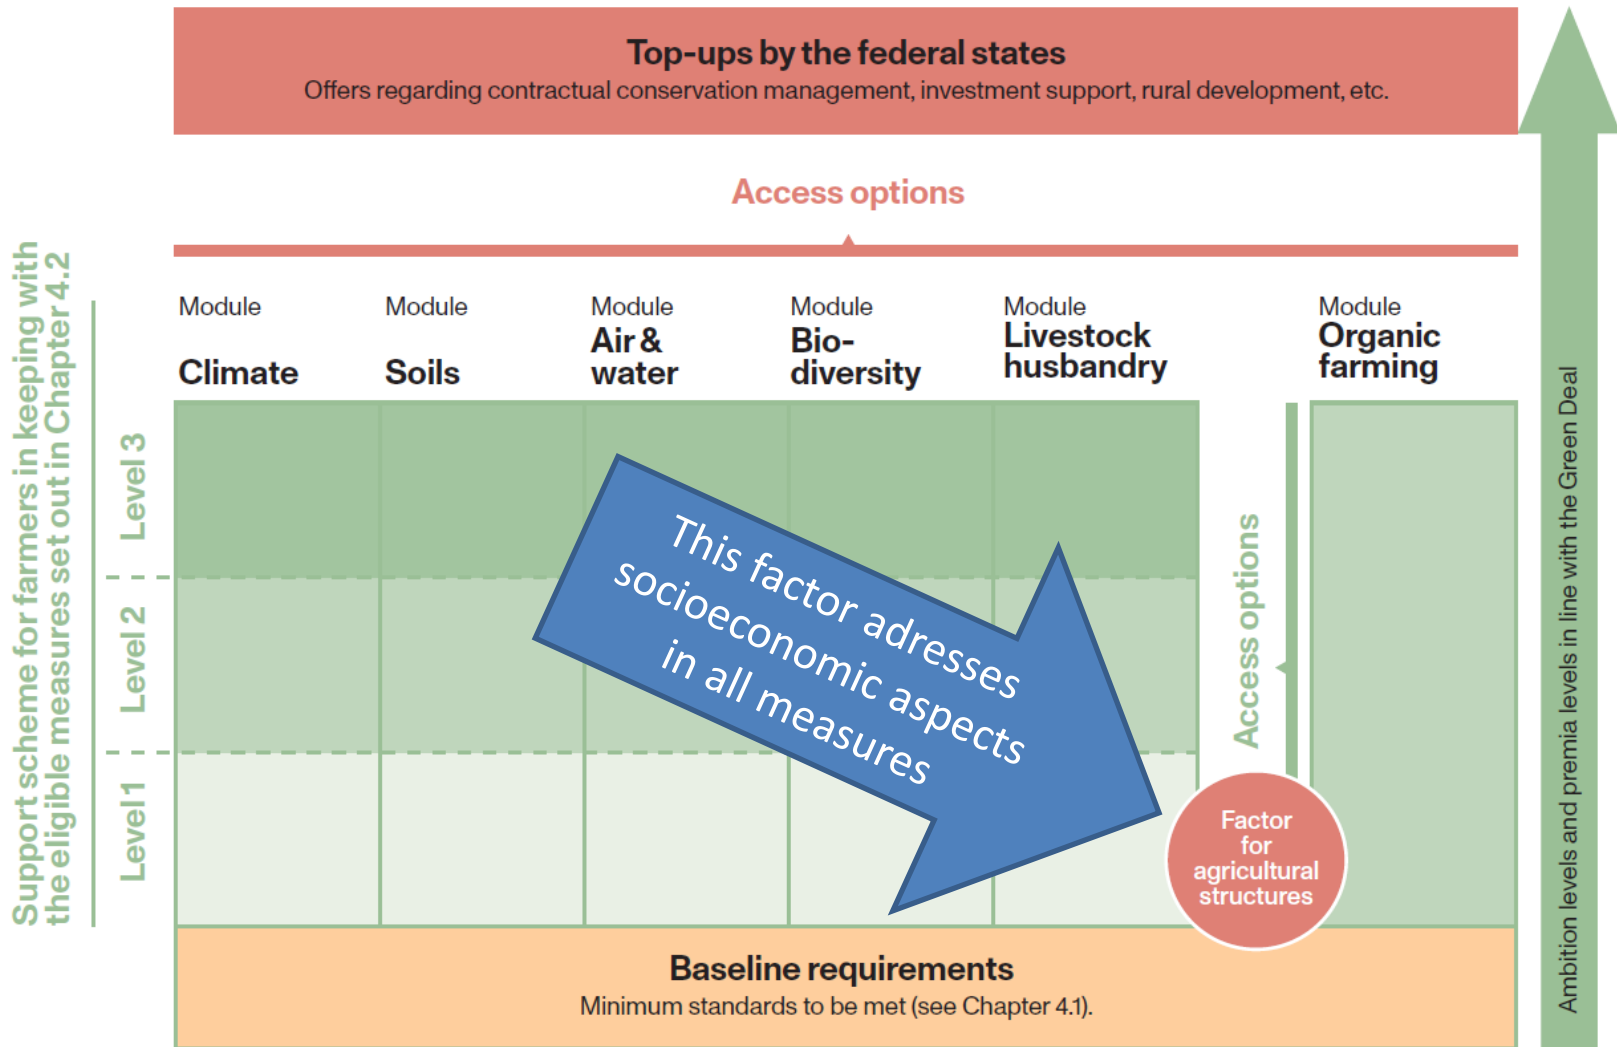 Top-ups by the federal states
Offers regarding contractual conservation management, investment support, rural development, etc.
Access options
Support scheme for farmers in keeping with
the eligible measures set out in Chapter 4.2
Module
Climate
Module
Soils
Module
Air &
water
Module
Bio-
diversity
Module
Livestock
husbandry
Module
Organic
farming
Level 3
Level 2
Level 1
This factor adresses
socioeconomic aspects
in all measures
Access options
Factor
for
agricultural
structures
Baseline requirements
Minimum standards to be met (see Chapter 4.1).
Ambition levels and premia levels in line with the Green Deal